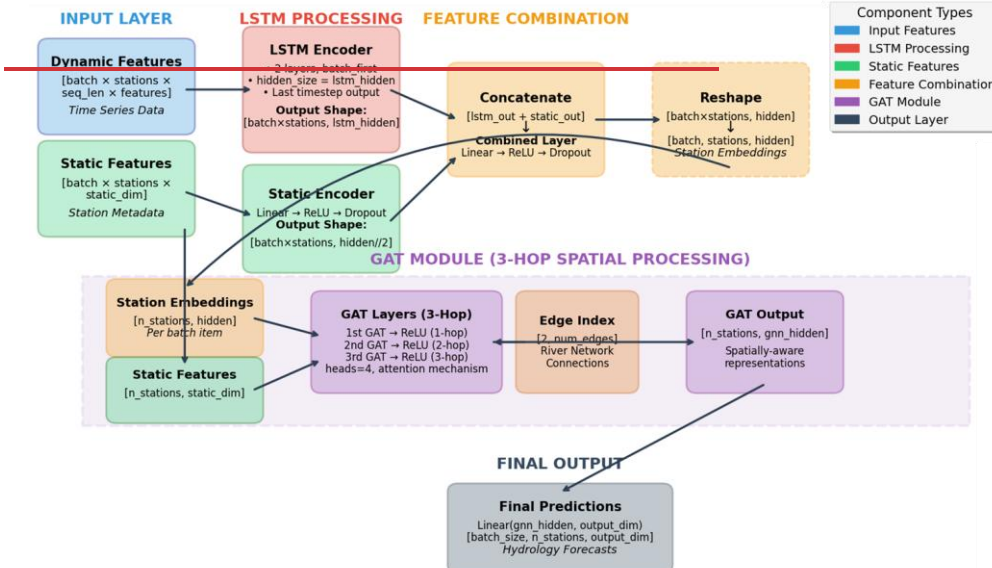 INPUT LAYER
LSTM PROCESSING
FEATURE COMBINATION
Component Types
Input Features
LSTM Processing
Static Features
Feature Combination
GAT Module
Output Layer
Dynamic Features
[batch × stations ×
seq_len × features]
Time Series Data
LSTM Encoder
• 2 layers, batch_first
• hidden_size = lstm_hidden
• Last timestep output
Output Shape:
[batch×stations, lstm_hidden]
Concatenate
[lstm_out + static_out]
↓
Combined Layer
Linear → ReLU → Dropout
Reshape
[batch×stations, hidden]
↓
[batch, stations, hidden]
Station Embeddings
Static Features
[batch × stations ×
static_dim]
Station Metadata
Static Encoder
Linear → ReLU → Dropout
Output Shape:
[batch×stations, hidden//2]
GAT MODULE (3-HOP SPATIAL PROCESSING)
Station Embeddings
[n_stations, hidden]
Per batch item
Static Features
[n_stations, static_dim]
GAT Layers (3-Hop)
1st GAT → ReLU (1-hop)
2nd GAT → ReLU (2-hop)
3rd GAT → ReLU (3-hop)
heads=4, attention mechanism
Edge Index
[2, num_edges]
River Network
Connections
GAT Output
[n_stations, gnn_hidden]
Spatially-aware
representations
FINAL OUTPUT
Final Predictions
Linear(gnn_hidden, output_dim)
[batch_size, n_stations, output_dim]
Hydrology Forecasts